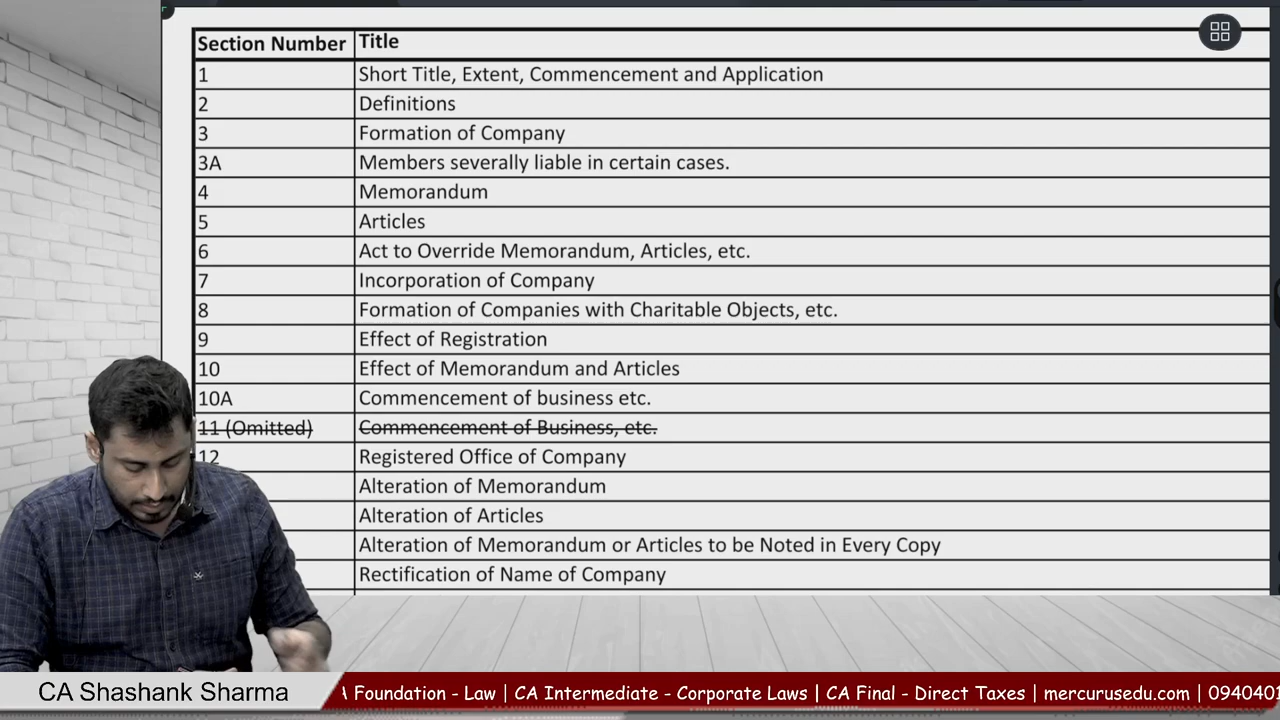 Section Number Title
1 Short Title, Extent, Commencement and Application
2 Definitions
3 Formation of Company
3A Members severally liable in certain cases.
4 Memorandum
5 Articles
6 Act to Override Memorandum, Articles, etc.
7 Incorporation of Company
8 Formation of Companies with Charitable Objects, etc.
9 Effect of Registration
10 Effect of Memorandum and Articles
10A Commencement of business etc.
11 (Omitted) Commencement of Business, etc.
12 Registered Office of Company
Alteration of Memorandum
Alteration of Articles
Alteration of Memorandum or Articles to be Noted in Every Copy
Rectification of Name of Company
CA Shashank Sharma
A Foundation - Law | CA Intermediate - Corporate Laws | CA Final - Direct Taxes | mercurusedu.com | 0940401